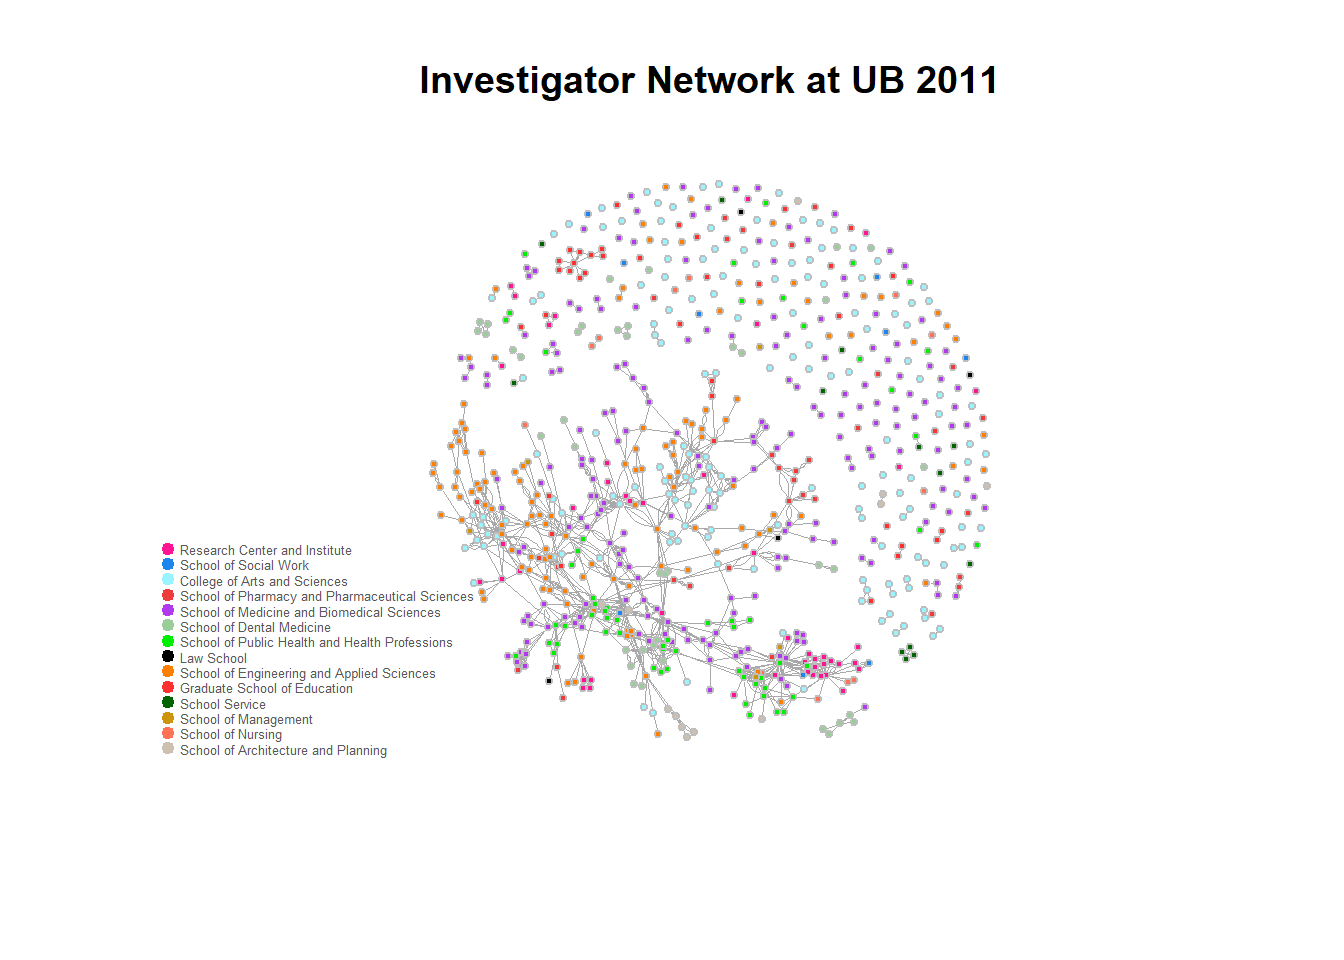 Investigator Network at UB 2011
Research Center and Institute
School of Social Work
College of Arts and Sciences
School of Pharmacy and Pharmaceutical Sciences
School of Medicine and Biomedical Sciences
School of Dental Medicine
School of Public Health and Health Professions
Law School
School of Engineering and Applied Sciences
Graduate School of Education
School Service
School of Management
School of Nursing
School of Architecture and Planning